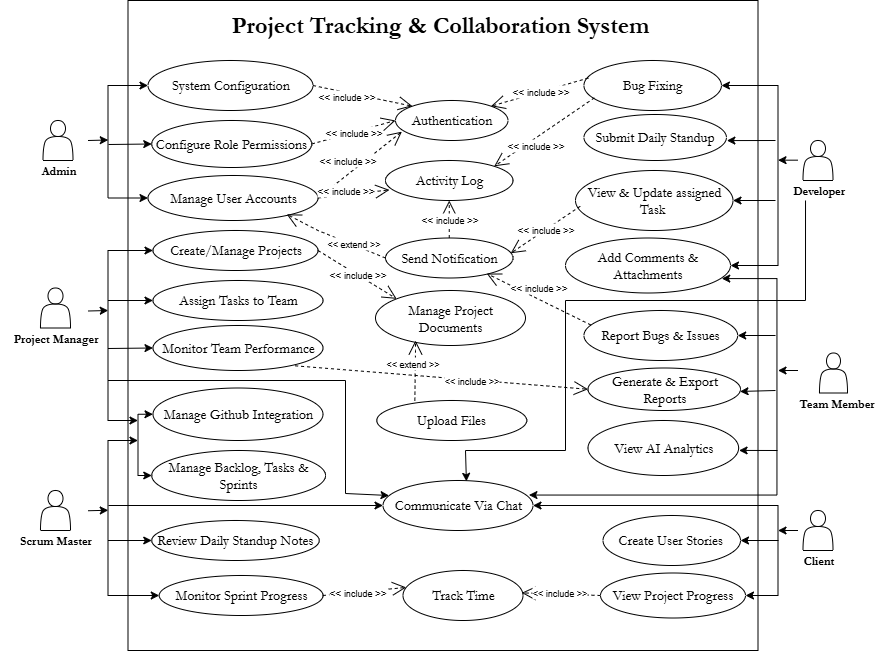 Project Tracking & Collaboration System
System Configuration
<< include >>
Authentication
<< include >>
Bug Fixing
Admin
Configure Role Permissions
<< include >>
<< include >>
Submit Daily Standup
Developer
Manage User Accounts
<< include >>
<< include >>
Activity Log
View & Update assigned
Task
<< include >>
<< include >>
Create/Manage Projects
<< extend >>
<< include >>
Send Notification
Add Comments &
Attachments
Project Manager
Assign Tasks to Team
Manage Project
Documents
<< include >>
Report Bugs & Issues
Monitor Team Performance
<< extend >>
<< include >>
Generate & Export
Reports
Team Member
Manage Github Integration
Upload Files
View AI Analytics
Manage Backlog, Tasks &
Sprints
Communicate Via Chat
Scrum Master
Review Daily Standup Notes
Create User Stories
Client
Monitor Sprint Progress
<< include >>
Track Time
<< include >>
View Project Progress